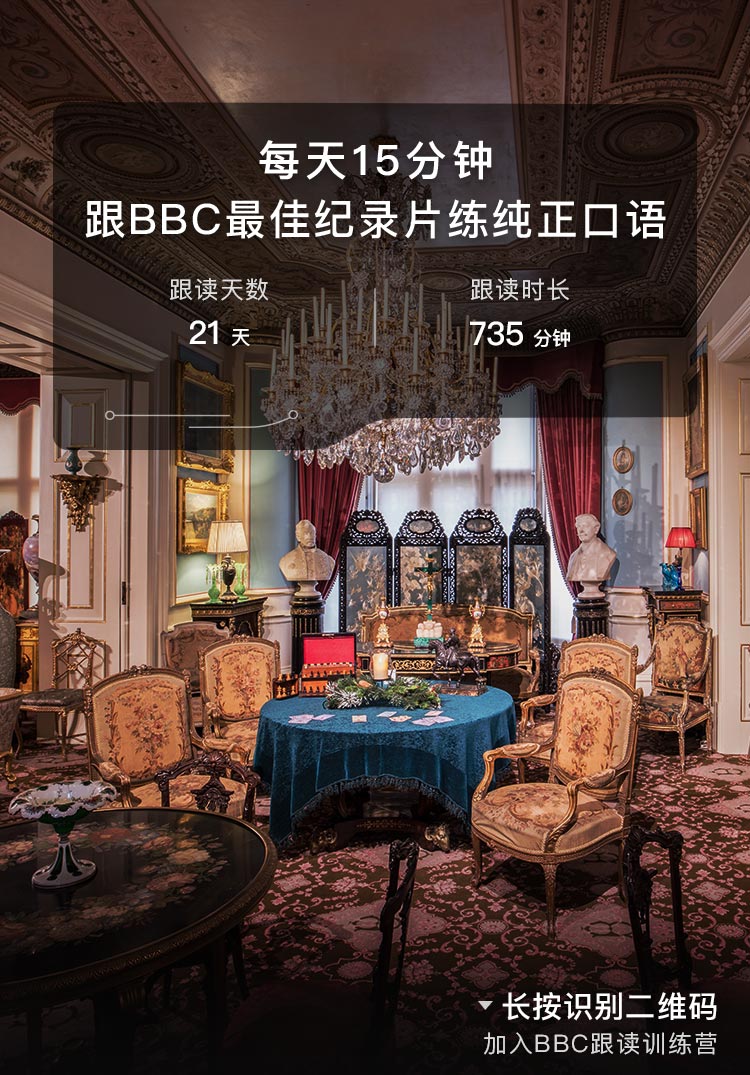 每天15分钟
跟BBC最佳纪录片练纯正口语
跟读天数
21 天
跟读时长
735 分钟
长按识别二维码
加入BBC跟读训练营